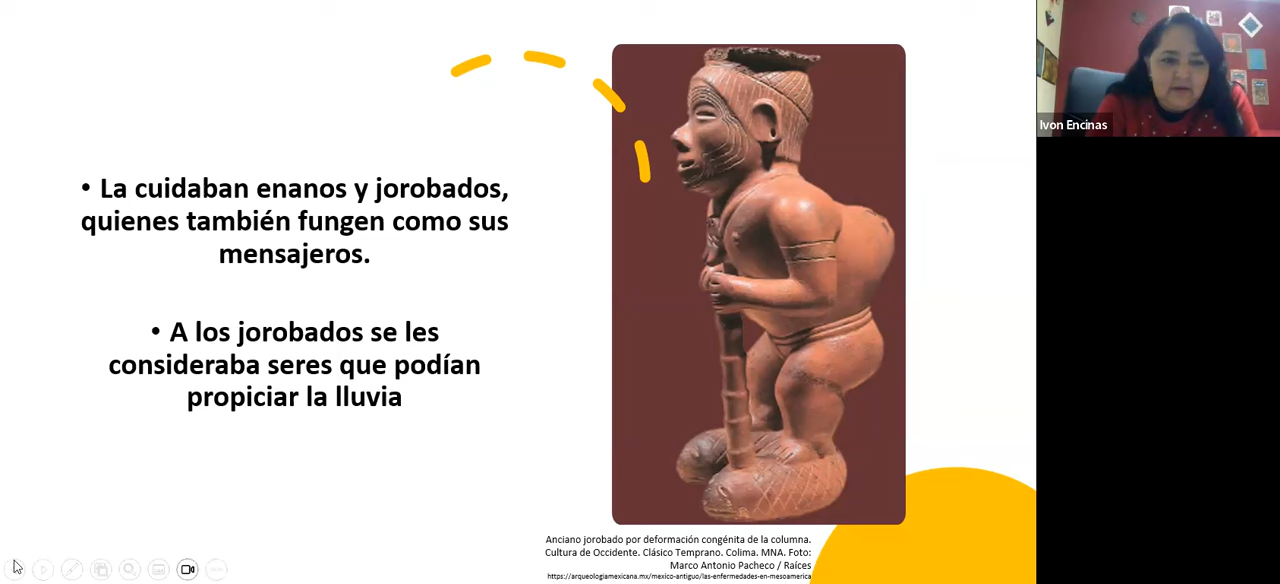 • La cuidaban enanos y jorobados,
quienes también fungen como sus
mensajeros.
• A los jorobados se les
consideraba seres que podían
propiciar la lluvia
Anciano jorobado por deformación congénita de la columna.
Cultura de Occidente. Clásico Temprano. Colima. MNA. Foto:
Marco Antonio Pacheco / Raíces
https://arqueologiamexicana.mx/mexico-antiguo/las-enfermedades-en-mesoamerica
Ivon Encinas